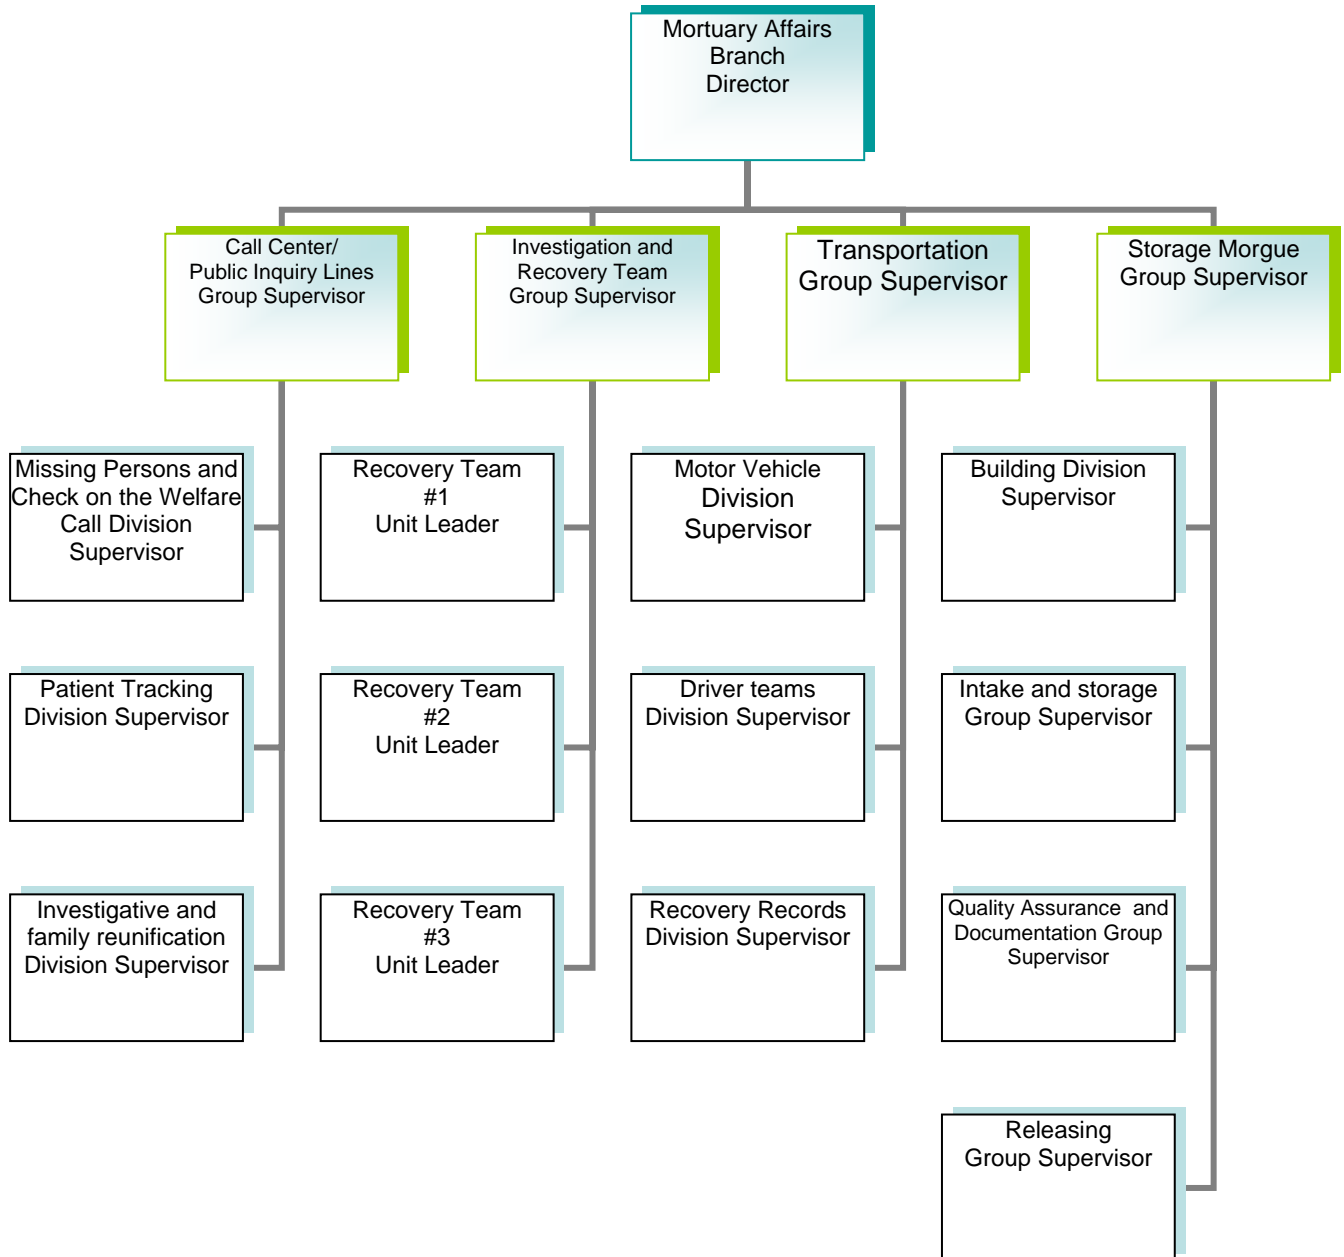 Mortuary Affairs
Branch
Director
Call Center/
Public Inquiry Lines
Group Supervisor
Investigation and
Recovery Team
Group Supervisor
Transportation
Group Supervisor
Storage Morgue
Group Supervisor
Missing Persons and
Check on the Welfare
Call Division
Supervisor
Recovery Team
#1
Unit Leader
Motor Vehicle
Division
Supervisor
Building Division
Supervisor
Patient Tracking
Division Supervisor
Recovery Team
#2
Unit Leader
Driver teams
Division Supervisor
Intake and storage
Group Supervisor
Investigative and
family reunification
Division Supervisor
Recovery Team
#3
Unit Leader
Recovery Records
Division Supervisor
Quality Assurance  and
Documentation Group
Supervisor
Releasing
Group Supervisor